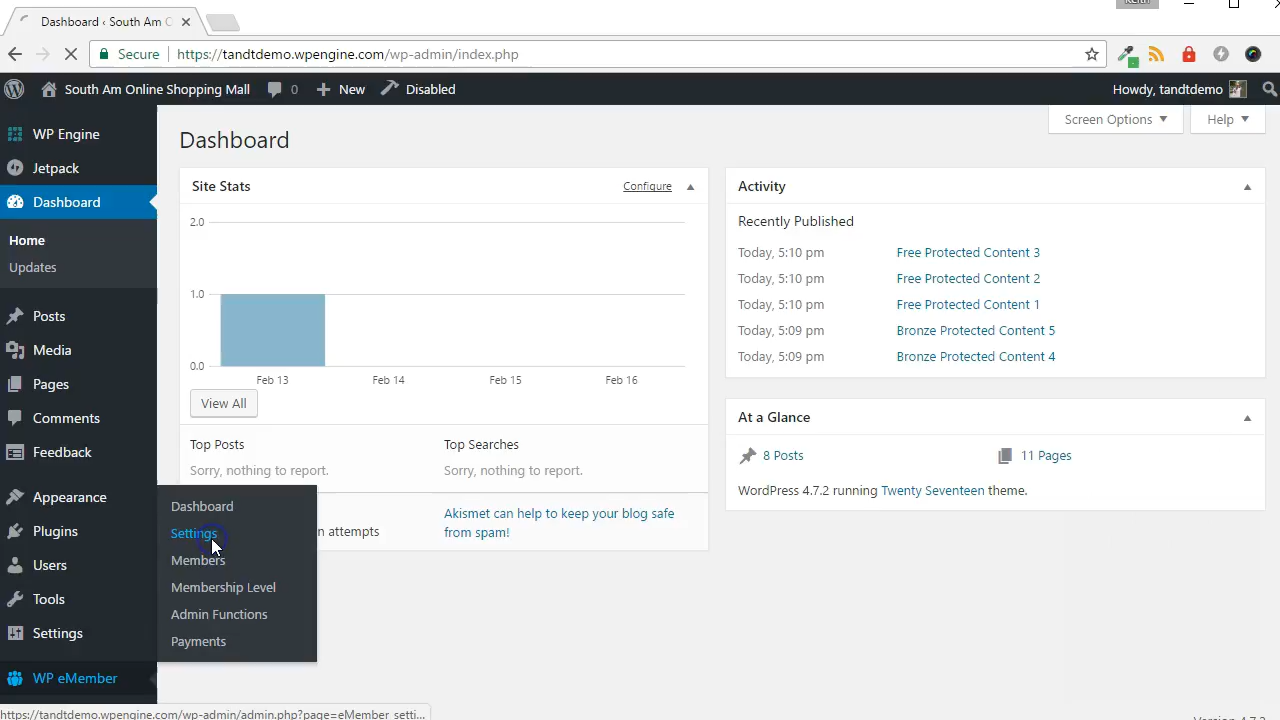 Keith
Dashboard ‹ South Am O
Secure https://tandtdemo.wpengine.com/wp-admin/index.php
South Am Online Shopping Mall 0 New Disabled Howdy, tandtdemo
Screen Options Help
WP Engine
Jetpack
Dashboard
Home
Updates
Posts
Media
Pages
Comments
Feedback
Appearance
Plugins
Users
Tools
Settings
WP eMember
Dashboard
Settings
Members
Membership Level
Admin Functions
Payments
Dashboard
Site Stats Configure
2.0
1.0
0.0
Feb 13 Feb 14 Feb 15 Feb 16
View All
Top Posts Top Searches
Sorry, nothing to report. Sorry, nothing to report.
n attempts
Akismet can help to keep your blog safe
from spam!
Activity
Recently Published
Today, 5:10 pm Free Protected Content 3
Today, 5:10 pm Free Protected Content 2
Today, 5:10 pm Free Protected Content 1
Today, 5:09 pm Bronze Protected Content 5
Today, 5:09 pm Bronze Protected Content 4
At a Glance
8 Posts 11 Pages
WordPress 4.7.2 running Twenty Seventeen theme.
https://tandtdemo.wpengine.com/wp-admin/admin.php?page=eMember_setti...
Version 4.7.2